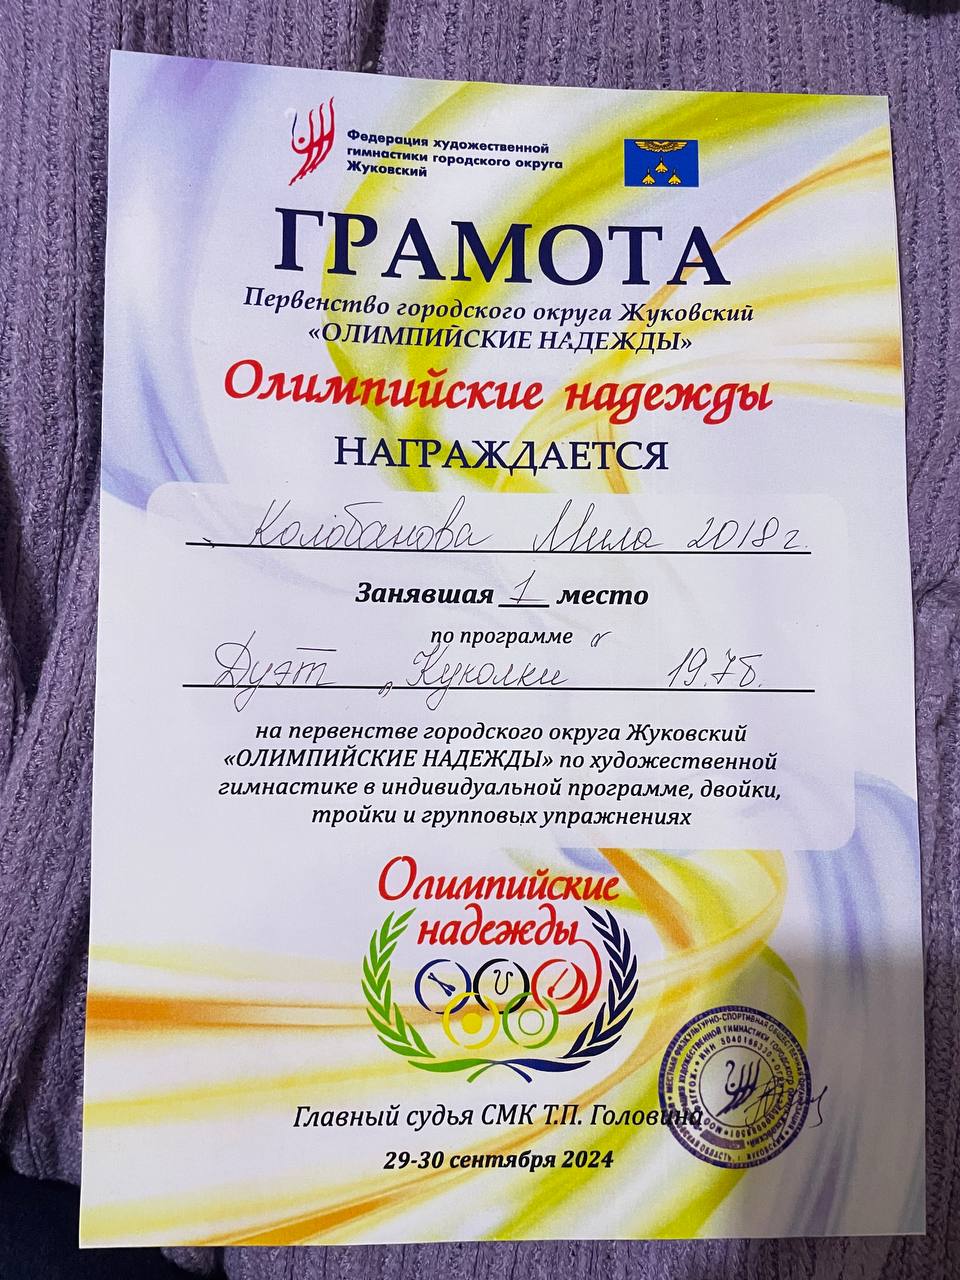 Федерация художественной
гимнастики городского округа
Жуковский
ГРАМОТА
Первенство городского округа Жуковский
«ОЛИМПИЙСКИЕ НАДЕЖДЫ»
Олимпийские надежды
НАГРАЖДАЕТСЯ
Колобанова Мила 2018 г.
Занявшая 1 место
по программе
Дуэт „Куколки“ 19.7б.
на первенстве городского округа Жуковский
«ОЛИМПИЙСКИЕ НАДЕЖДЫ» по художественной
гимнастике в индивидуальной программе, двойки,
тройки и групповых упражнениях
Олимпийские
надежды
Главный судья СМК Т.П. Головина
29-30 сентября 2024